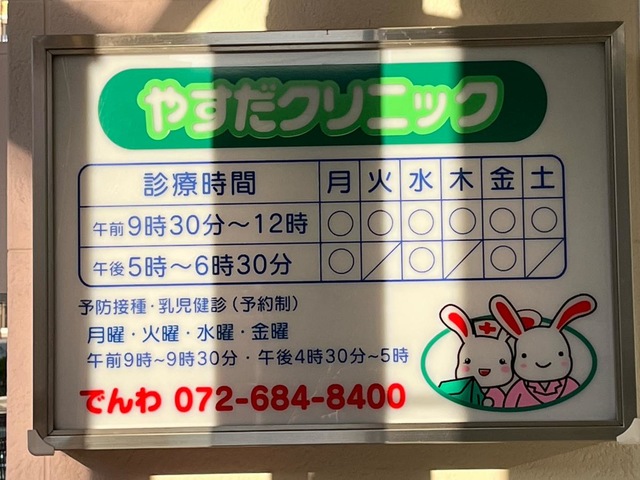 やすだクリニック
診療時間 月 火 水 木 金 土
午前9時30分～12時 ○ ○ ○ ○ ○ ○
午後5時～6時30分 ○ ／ ○ ／ ○ ／
予防接種・乳児健診（予約制）
月曜・火曜・水曜・金曜
午前9時～9時30分・午後4時30分～5時
でんわ 072-684-8400